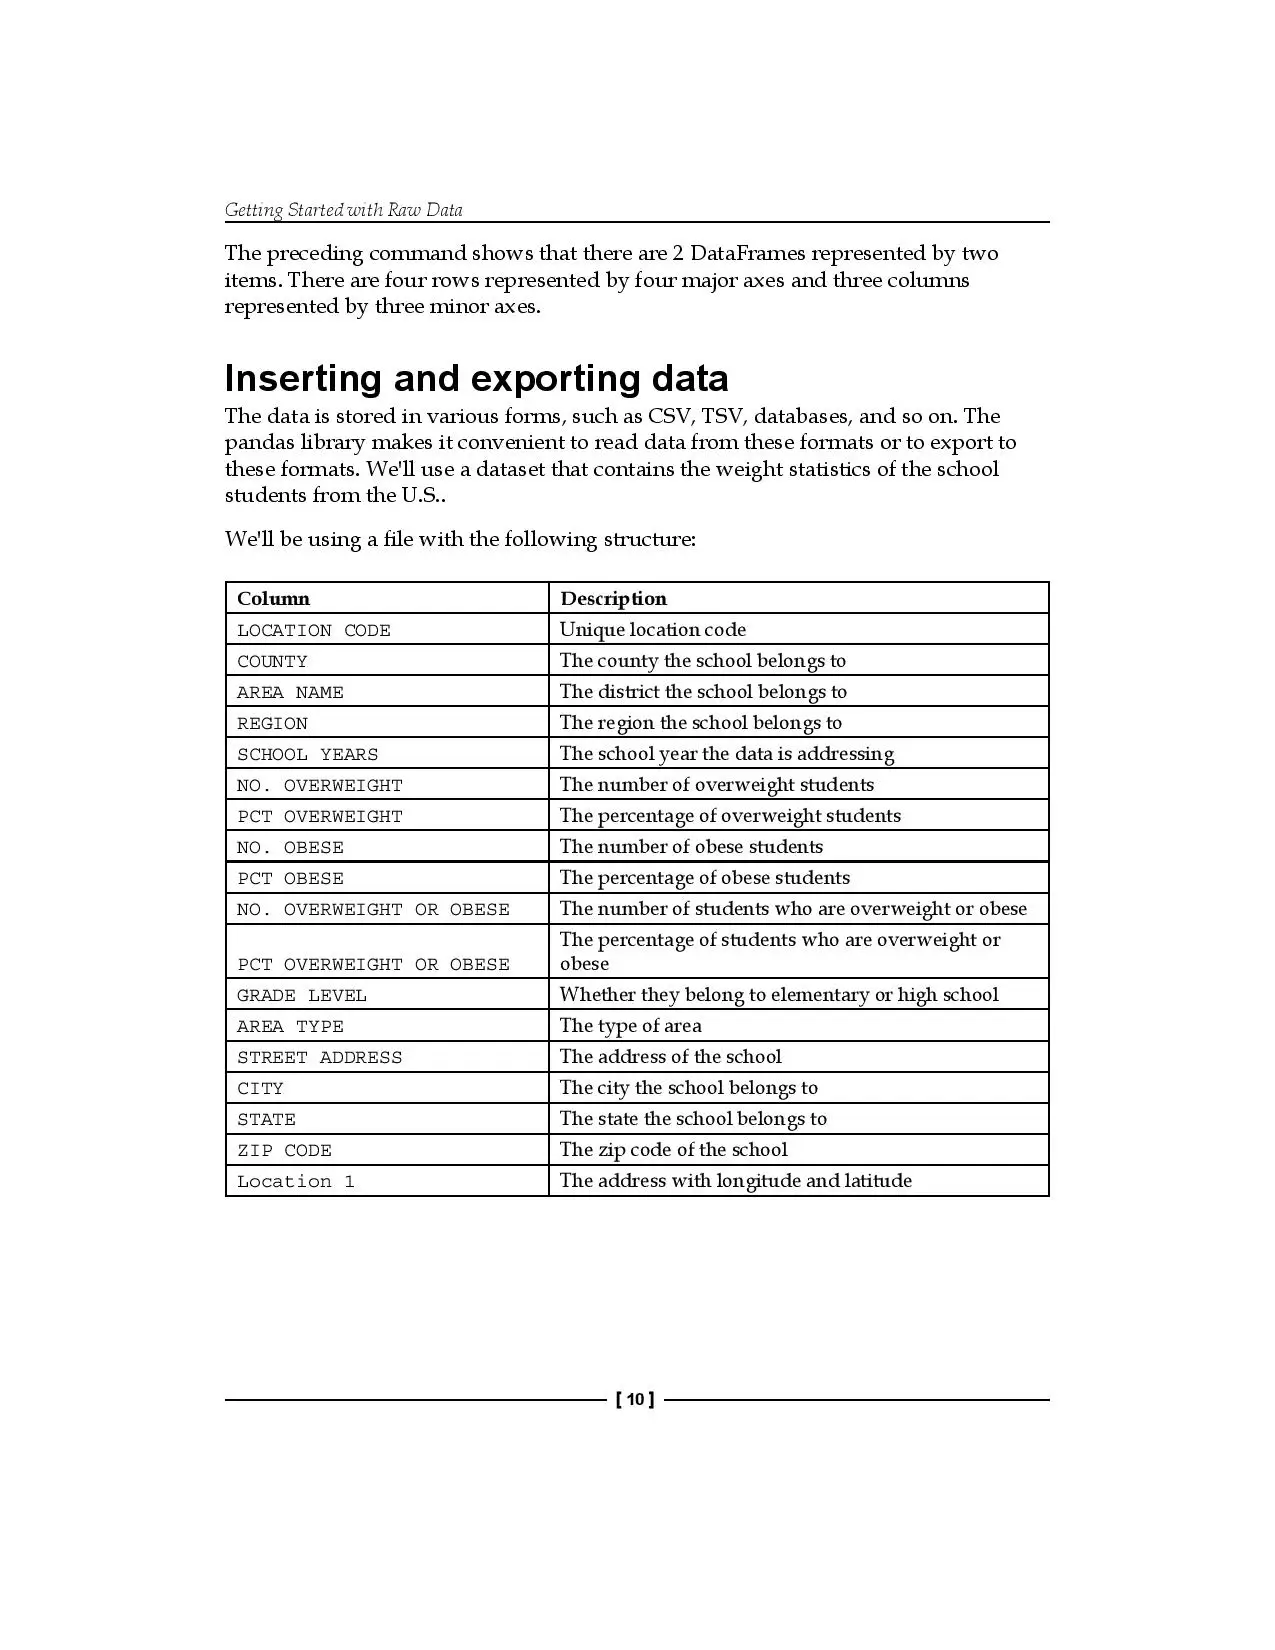 Getting Started with Raw Data
The preceding command shows that there are 2 DataFrames represented by two
items. There are four rows represented by four major axes and three columns
represented by three minor axes.
Inserting and exporting data
The data is stored in various forms, such as CSV, TSV, databases, and so on. The
pandas library makes it convenient to read data from these formats or to export to
these formats. We'll use a dataset that contains the weight statistics of the school
students from the U.S..
We'll be using a file with the following structure:
Column Description
LOCATION CODE Unique location code
COUNTY The county the school belongs to
AREA NAME The district the school belongs to
REGION The region the school belongs to
SCHOOL YEARS The school year the data is addressing
NO. OVERWEIGHT The number of overweight students
PCT OVERWEIGHT The percentage of overweight students
NO. OBESE The number of obese students
PCT OBESE The percentage of obese students
NO. OVERWEIGHT OR OBESE The number of students who are overweight or obese
The percentage of students who are overweight or
PCT OVERWEIGHT OR OBESE obese
GRADE LEVEL Whether they belong to elementary or high school
AREA TYPE The type of area
STREET ADDRESS The address of the school
CITY The city the school belongs to
STATE The state the school belongs to
ZIP CODE The zip code of the school
Location 1 The address with longitude and latitude
[ 10 ]